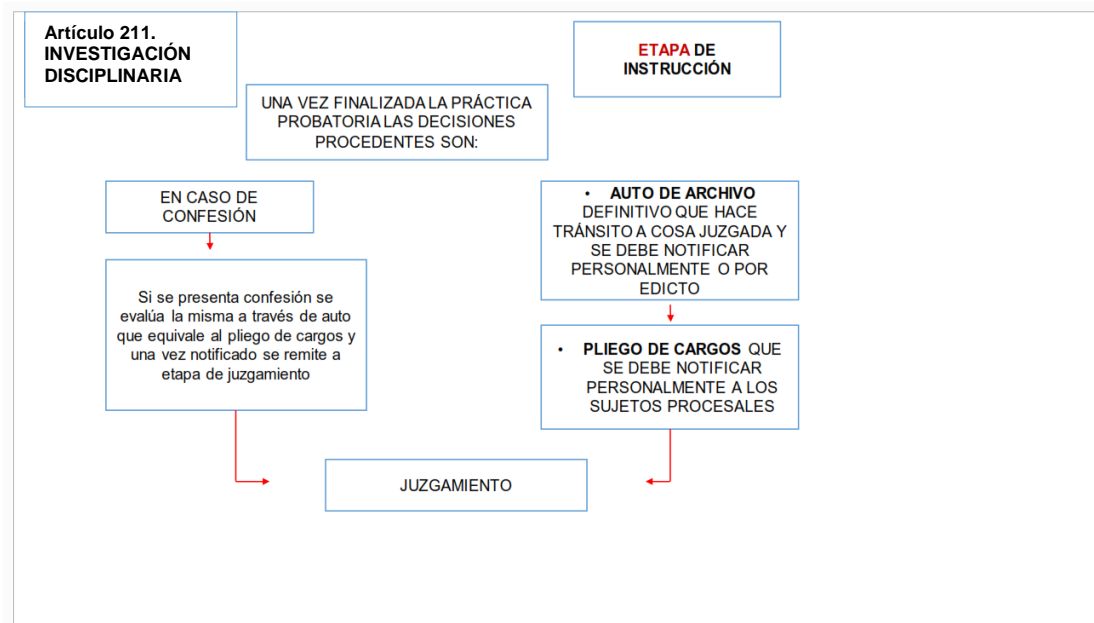 Artículo 211.
INVESTIGACIÓN
DISCIPLINARIA
ETAPA DE
INSTRUCCIÓN
UNA VEZ FINALIZADA LA PRÁCTICA
PROBATORIA LAS DECISIONES
PROCEDENTES SON:
EN CASO DE
CONFESIÓN
Si se presenta confesión se
evalúa la misma a través de auto
que equivale al pliego de cargos y
una vez notificado se remite a
etapa de juzgamiento
• AUTO DE ARCHIVO
DEFINITIVO QUE HACE
TRÁNSITO A COSA JUZGADA Y
SE DEBE NOTIFICAR
PERSONALMENTE O POR
EDICTO
• PLIEGO DE CARGOS QUE
SE DEBE NOTIFICAR
PERSONALMENTE A LOS
SUJETOS PROCESALES
JUZGAMIENTO